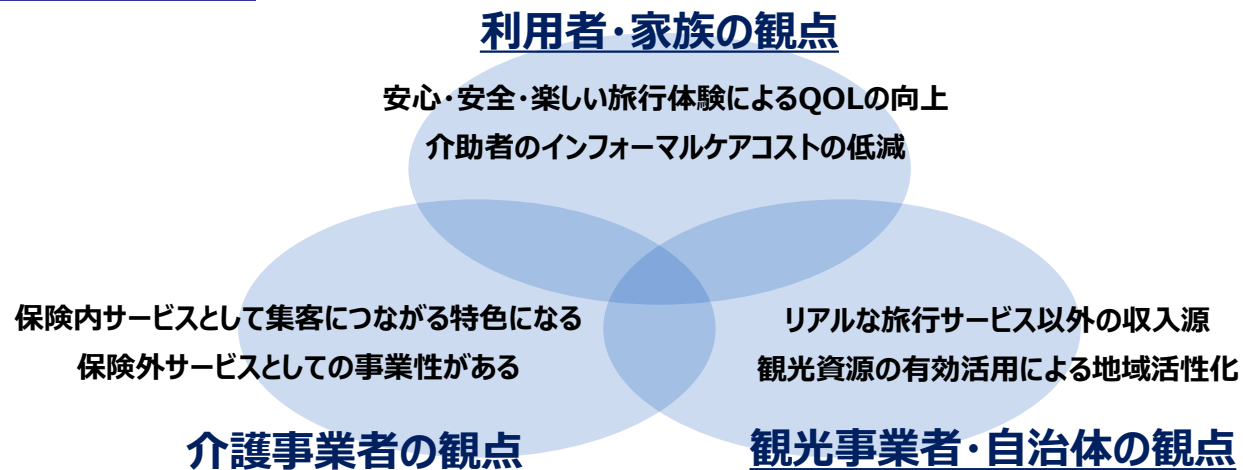 利用者・家族の観点
安心・安全・楽しい旅行体験によるQOLの向上
介助者のインフォーマルケアコストの低減
保険内サービスとして集客につながる特色になる
保険外サービスとしての事業性がある
介護事業者の観点
リアルな旅行サービス以外の収入源
観光資源の有効活用による地域活性化
観光事業者・自治体の観点